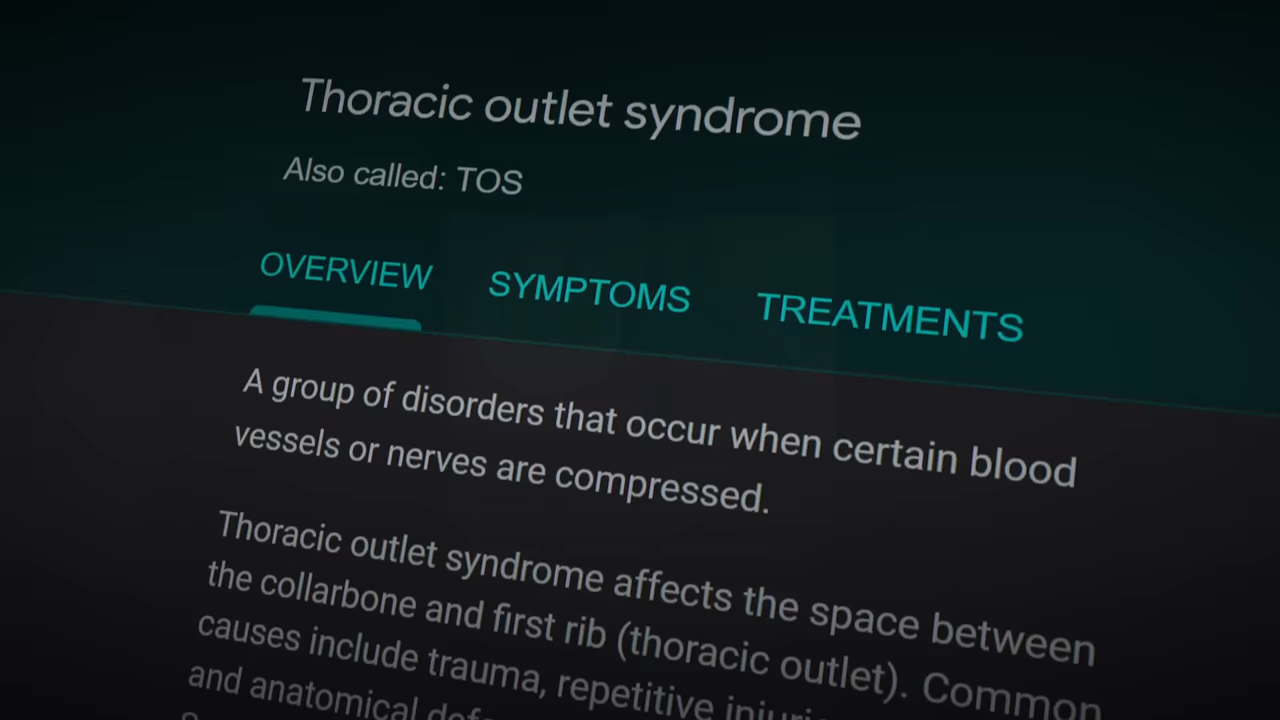 Thoracic outlet syndrome
Also called: TOS
OVERVIEW SYMPTOMS TREATMENTS
A group of disorders that occur when certain blood
vessels or nerves are compressed.
Thoracic outlet syndrome affects the space between
the collarbone and first rib (thoracic outlet). Common
causes include trauma, repetitive
and anatomical